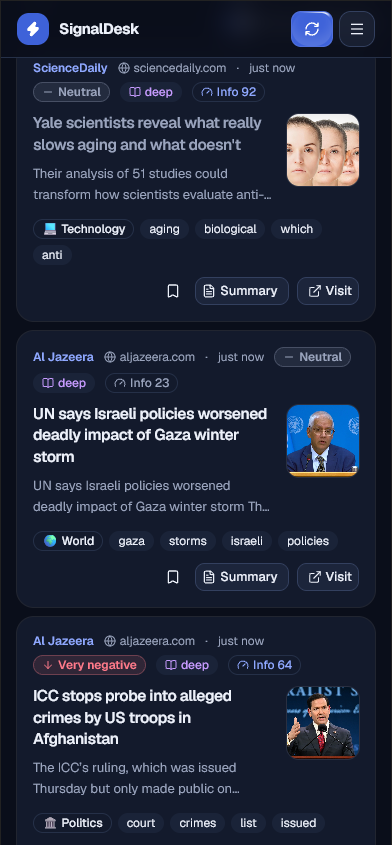 SignalDesk
ScienceDaily sciencedaily.com · just now
— Neutral deep Info 92
Yale scientists reveal what really
slows aging and what doesn't
Their analysis of 51 studies could
transform how scientists evaluate anti-...
Technology aging biological which
anti
Summary Visit
Al Jazeera aljazeera.com · just now — Neutral
deep Info 23
UN says Israeli policies worsened
deadly impact of Gaza winter
storm
UN says Israeli policies worsened
deadly impact of Gaza winter storm Th...
World gaza storms israeli policies
Summary Visit
Al Jazeera aljazeera.com · just now
↓ Very negative deep Info 64
ICC stops probe into alleged
crimes by US troops in
Afghanistan
The ICC's ruling, which was issued
Thursday but only made public on...
Politics court crimes list issued